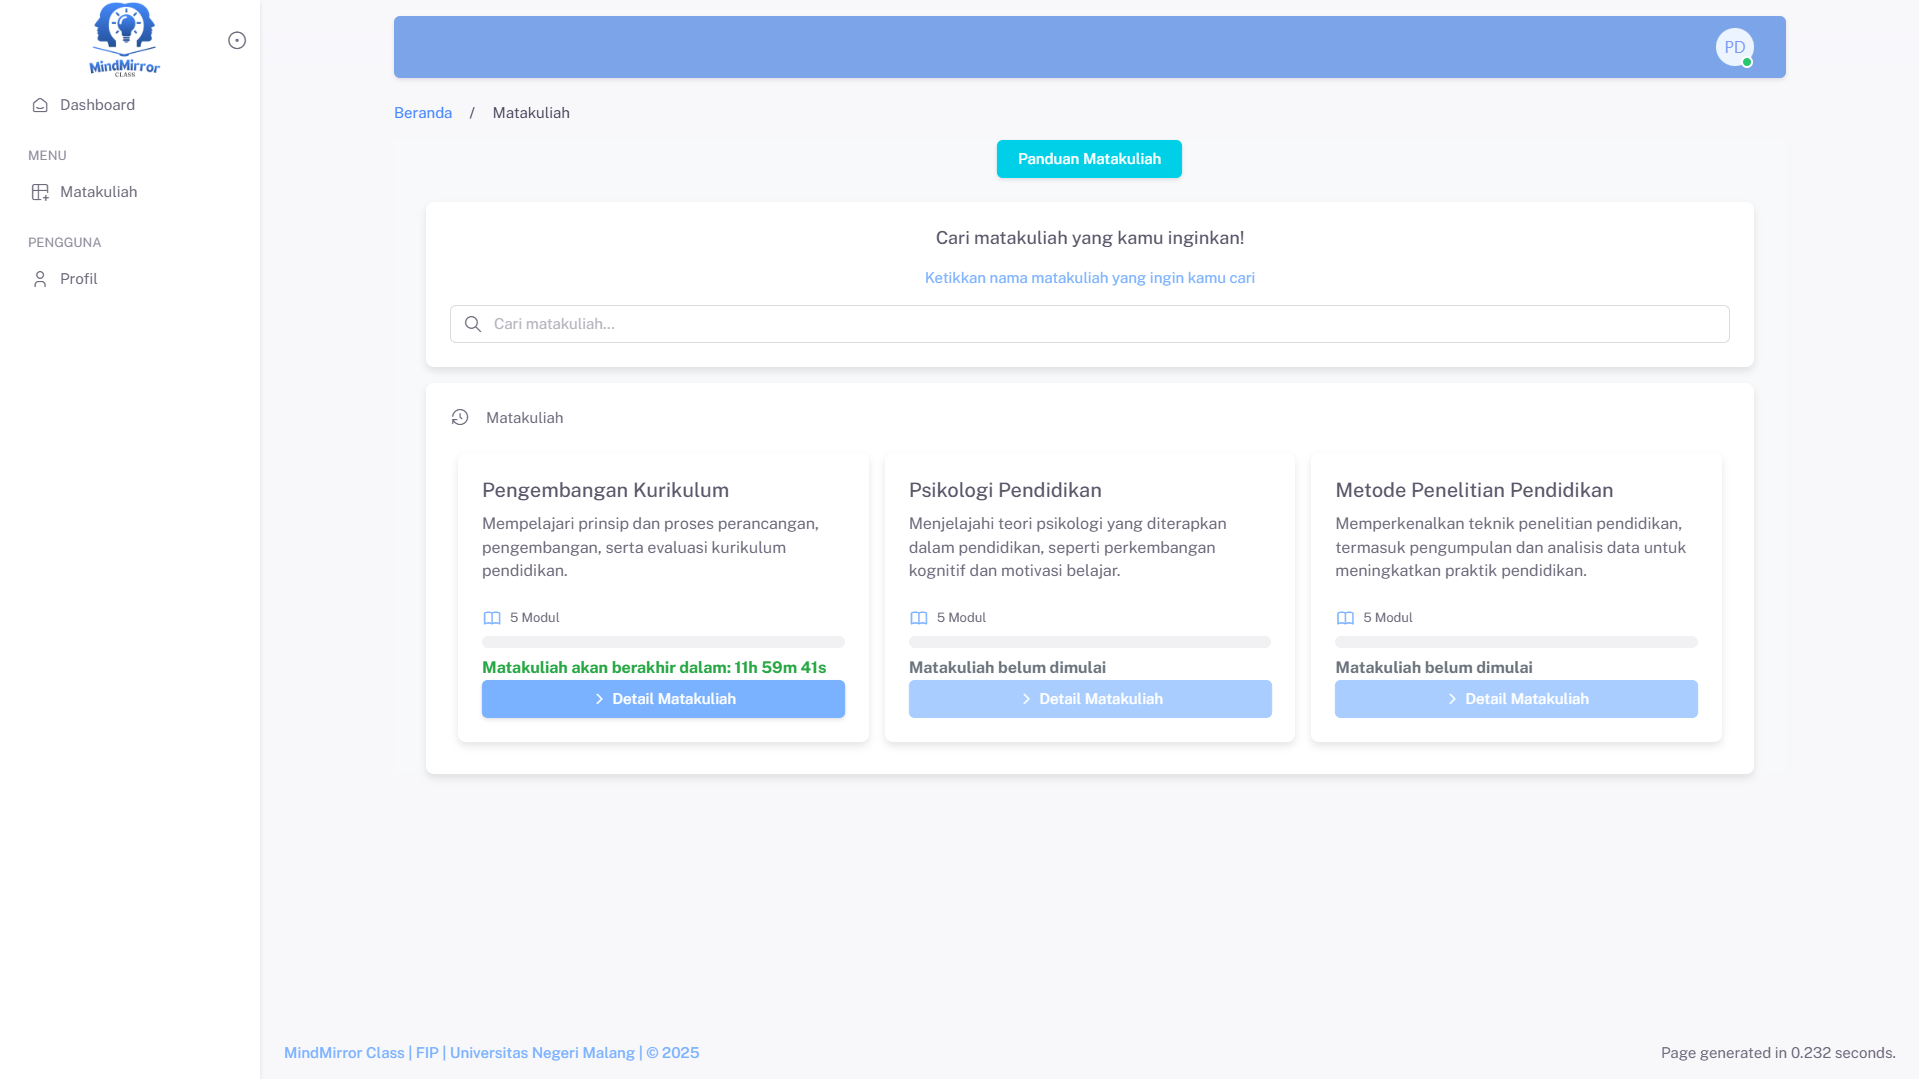 MindMirror
CLASS
Dashboard
MENU
Matakuliah
PENGGUNA
Profil
PD
Beranda / Matakuliah
Panduan Matakuliah
Cari matakuliah yang kamu inginkan!
Ketikkan nama matakuliah yang ingin kamu cari
Cari matakuliah...
Matakuliah
Pengembangan Kurikulum
Mempelajari prinsip dan proses perancangan,
pengembangan, serta evaluasi kurikulum
pendidikan.
5 Modul
Matakuliah akan berakhir dalam: 11h 59m 41s
Detail Matakuliah
Psikologi Pendidikan
Menjelajahi teori psikologi yang diterapkan
dalam pendidikan, seperti perkembangan
kognitif dan motivasi belajar.
5 Modul
Matakuliah belum dimulai
Detail Matakuliah
Metode Penelitian Pendidikan
Memperkenalkan teknik penelitian pendidikan,
termasuk pengumpulan dan analisis data untuk
meningkatkan praktik pendidikan.
5 Modul
Matakuliah belum dimulai
Detail Matakuliah
MindMirror Class | FIP | Universitas Negeri Malang | © 2025
Page generated in 0.232 seconds.